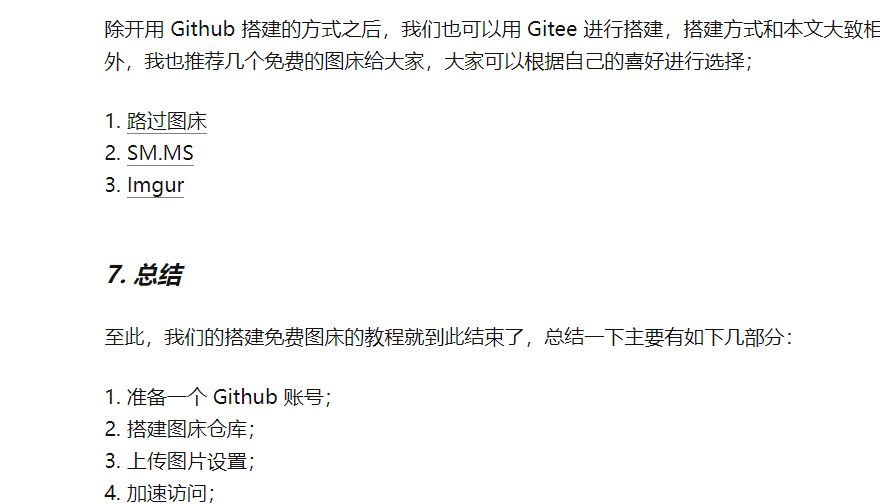 除开用 Github 搭建的方式之后，我们也可以用 Gitee 进行搭建，搭建方式和本文大致相
外，我也推荐几个免费的图床给大家，大家可以根据自己的喜好进行选择；
1. 路过图床
2. SM.MS
3. Imgur
7. 总结
至此，我们的搭建免费图床的教程就到此结束了，总结一下主要有如下几部分：
1. 准备一个 Github 账号；
2. 搭建图床仓库；
3. 上传图片设置；
4. 加速访问；